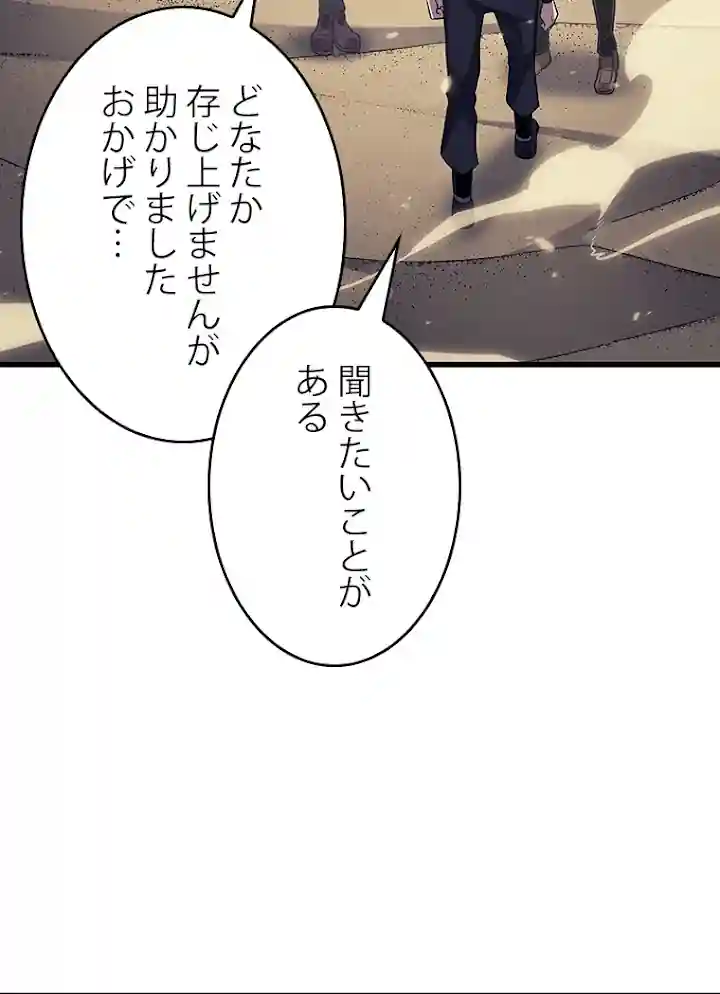 どなたか
存じ上げませんが
助かりました
おかげで…
聞きたいことが
ある